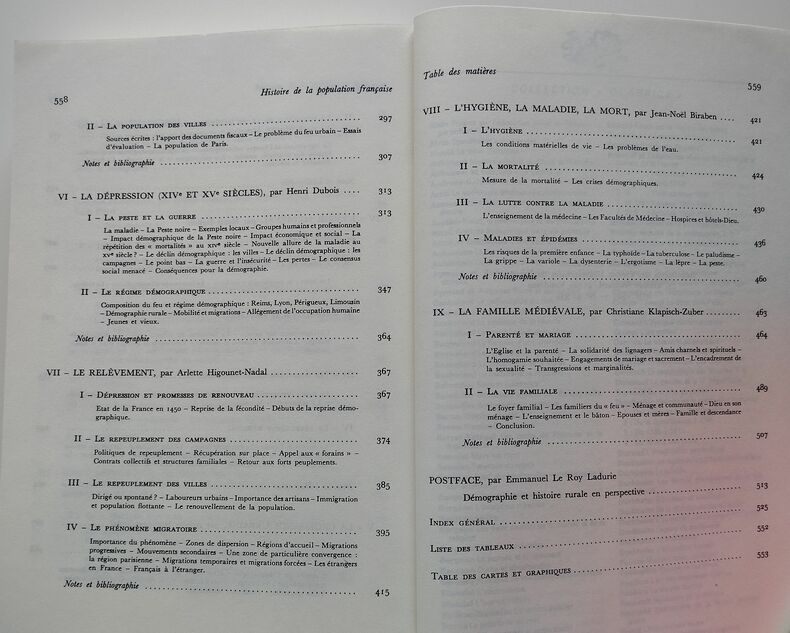 558
Histoire de la population française
II – LA POPULATION DES VILLES 297
Sources écrites : l'apport des documents fiscaux – Le problème du feu urbain – Essais
d'évaluation – La population de Paris.
Notes et bibliographie 307
VI – LA DÉPRESSION (XIVe ET XVe SIÈCLES), par Henri Dubois .... 313
I – LA PESTE ET LA GUERRE 313
La maladie – La Peste noire – Exemples locaux – Groupes humains et professionnels
– Impact démographique de la Peste noire – Impact économique et social – La
répétition des « mortalités » au XIVe siècle – Nouvelle allure de la maladie au
XVe siècle ? – Le déclin démographique : les villes – Le déclin démographique : les
campagnes – Le point bas – La guerre et l'insécurité – Les pertes – Le consensus
social menacé – Conséquences pour la démographie.
II – LE RÉGIME DÉMOGRAPHIQUE 347
Composition du feu et régime démographique : Reims, Lyon, Périgueux, Limousin
– Démographie rurale – Mobilité et migrations – Allégement de l'occupation humaine
– Jeunes et vieux.
Notes et bibliographie 364
VII – LE RELÈVEMENT, par Arlette Higounet-Nadal 367
I – DÉPRESSION ET PROMESSES DE RENOUVEAU 367
Etat de la France en 1450 – Reprise de la fécondité – Débuts de la reprise démo-
graphique.
II – LE REPEUPLEMENT DES CAMPAGNES 374
Politiques de repeuplement – Récupération sur place – Appel aux « forains » –
Contrats collectifs et structures familiales – Retour aux forts peuplements.
III – LE REPEUPLEMENT DES VILLES 385
Dirigé ou spontané ? – Laboureurs urbains – Importance des artisans – Immigration
et population flottante – Le renouvellement de la population.
IV – LE PHÉNOMÈNE MIGRATOIRE 395
Importance du phénomène – Zones de dispersion – Régions d'accueil – Migrations
progressives – Mouvements secondaires – Une zone de particulière convergence :
la région parisienne – Migrations temporaires et migrations forcées – Les étrangers
en France – Français à l'étranger.
Notes et bibliographie 415
Table des matières
559
VIII – L'HYGIÈNE, LA MALADIE, LA MORT, par Jean-Noël Biraben .... 421
I – L'HYGIÈNE 421
Les conditions matérielles de vie – Les problèmes de l'eau.
II – LA MORTALITÉ 424
Mesure de la mortalité – Les crises démographiques.
III – LA LUTTE CONTRE LA MALADIE 430
L'enseignement de la médecine – Les Facultés de Médecine – Hospices et hôtels-Dieu.
IV – MALADIES ET ÉPIDÉMIES 436
Les risques de la première enfance – La typhoïde – La tuberculose – Le paludisme –
La grippe – La variole – La dysenterie – L'ergotisme – La lèpre – La peste.
Notes et bibliographie 460
IX – LA FAMILLE MÉDIÉVALE, par Christiane Klapisch-Zuber 463
I – PARENTÉ ET MARIAGE 464
L'Eglise et la parenté – La solidarité des lignagers – Amis charnels et spirituels –
L'homogamie souhaitée – Engagements de mariage et sacrement – L'encadrement de
la sexualité – Transgressions et marginalités.
II – LA VIE FAMILIALE 489
Le foyer familial – Les familiers du « feu » – Ménage et communauté – Dieu en son
ménage – L'enseignement et le bâton – Epouses et mères – Famille et descendance
– Conclusion.
Notes et bibliographie 507
POSTFACE, par Emmanuel Le Roy Ladurie
Démographie et histoire rurale en perspective 513
INDEX GÉNÉRAL 525
LISTE DES TABLEAUX 552
TABLE DES CARTES ET GRAPHIQUES 553